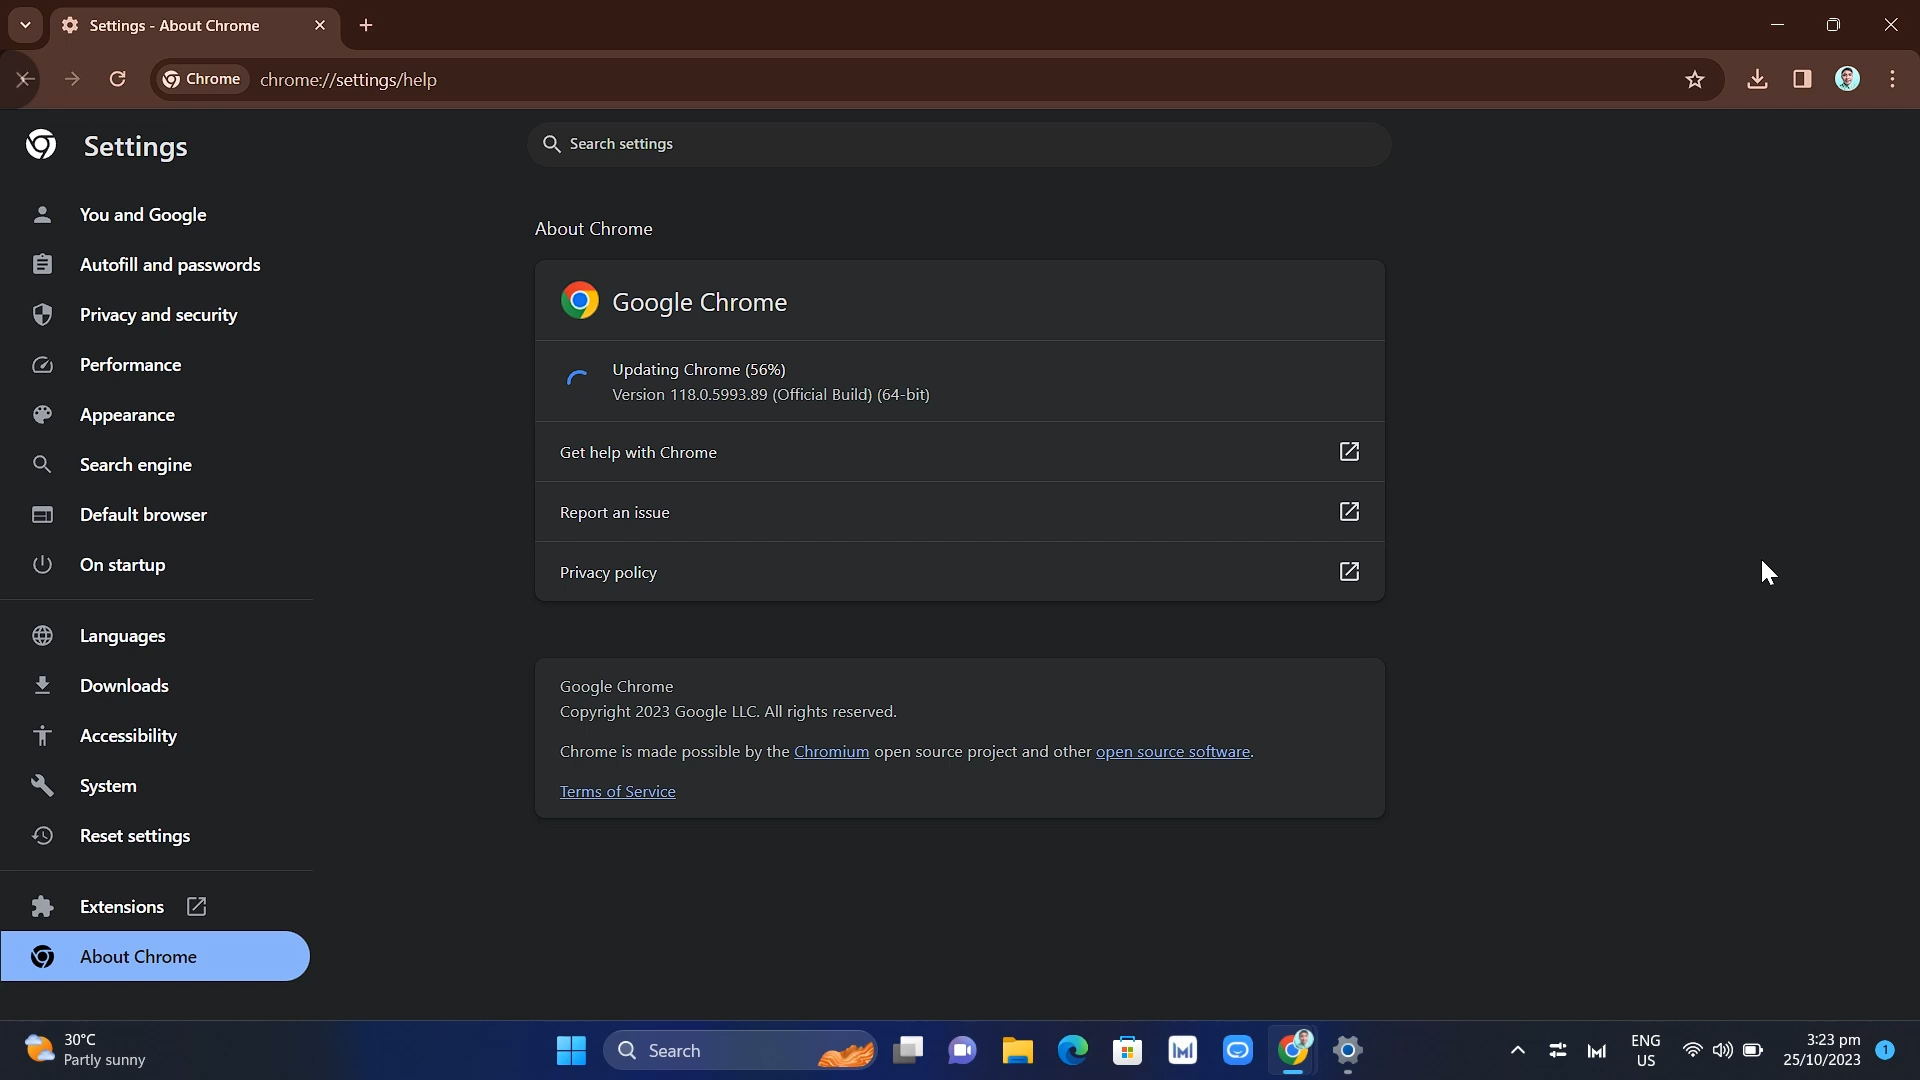 Settings - About Chrome
Chrome chrome://settings/help
Settings
Search settings
You and Google
Autofill and passwords
Privacy and security
Performance
Appearance
Search engine
Default browser
On startup
Languages
Downloads
Accessibility
System
Reset settings
Extensions
About Chrome
About Chrome
Google Chrome
Updating Chrome (56%)
Version 118.0.5993.89 (Official Build) (64-bit)
Get help with Chrome
Report an issue
Privacy policy
Google Chrome
Copyright 2023 Google LLC. All rights reserved.
Chrome is made possible by the Chromium open source project and other open source software.
Terms of Service
30°C
Partly sunny
Search
ENG
US
3:23 pm
25/10/2023
1